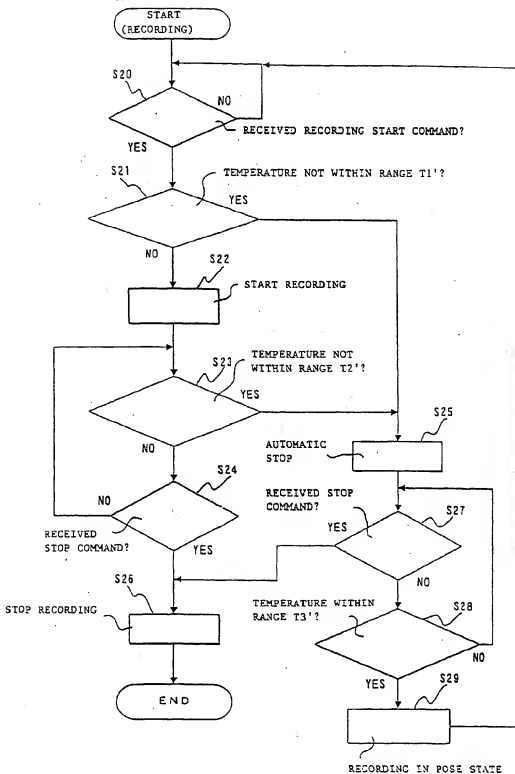 START
(RECORDING)
S20
NO
RECEIVED RECORDING START COMMAND?
YES
S21
TEMPERATURE NOT WITHIN RANGE T1'?
YES
NO
S22
START RECORDING
S23
TEMPERATURE NOT
WITHIN RANGE T2'?
YES
NO
S25
AUTOMATIC
STOP
S24
NO
RECEIVED
STOP COMMAND?
YES
RECEIVED STOP
COMMAND?
S27
YES
NO
S26
STOP RECORDING
TEMPERATURE WITHIN
RANGE T3'?
S28
NO
YES
END
S29
RECORDING IN POSE STATE